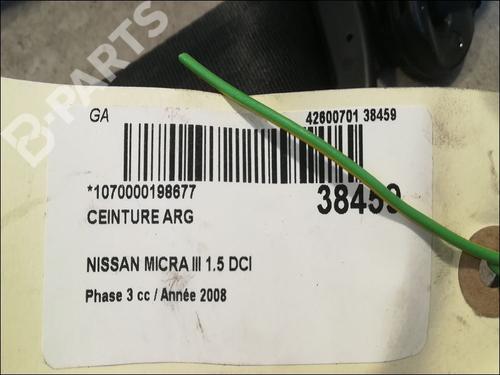 B-PARTS
GA
42600701 38459
*1070000198677
38459
CEINTURE ARG
NISSAN MICRA III 1.5 DCI
Phase 3 cc / Année 2008